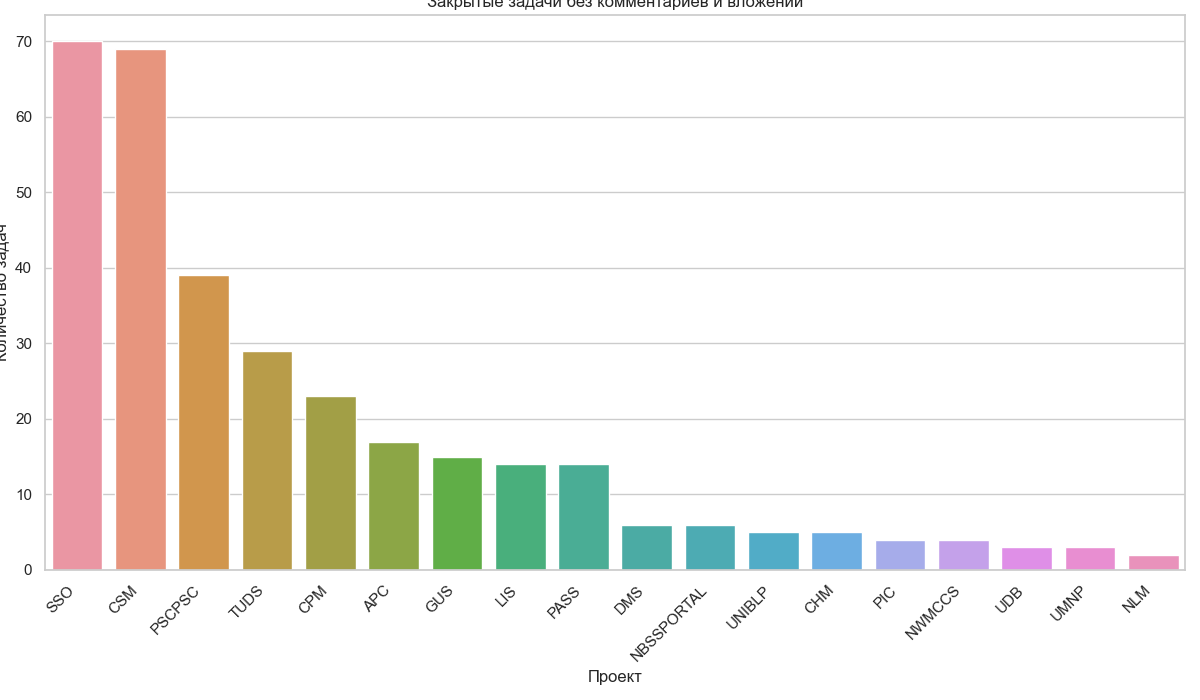 Закрытые задачи без комментариев и вложений
Количество задач
70
60
50
40
30
20
10
0
SSO
CSM
PSCPSC
TUDS
CPM
APC
GUS
LIS
PASS
DMS
NBSSPORTAL
UNIBLP
CHM
PIC
NWMCCS
UDB
UMNP
NLM
Проект